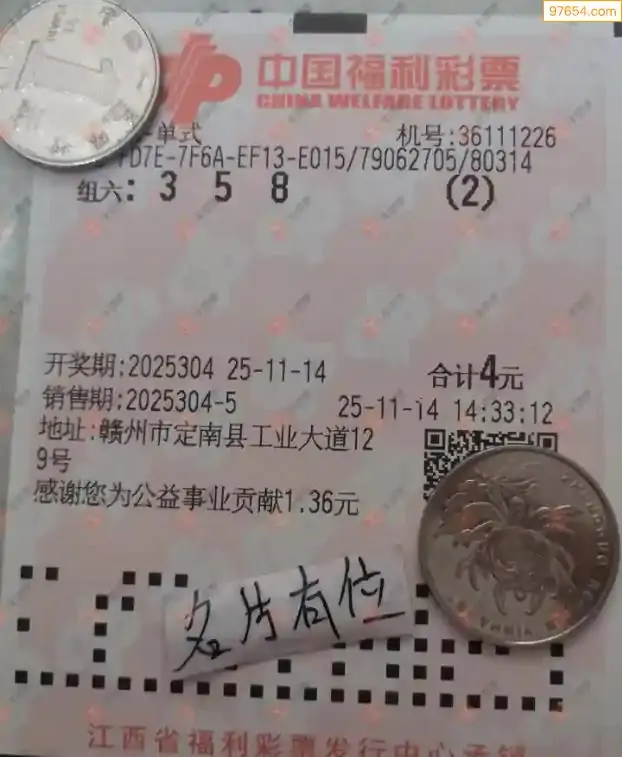 97654.com
中国福利彩票
CHINA WELFARE LOTTERY
-单式 机号:36111226
FD7E-7F6A-EF13-E015/79062705/80314
组六: 3 5 8 (2)
开奖期:2025304 25-11-14 合计4元
销售期:2025304-5 25-11-14 14:33:12
地址:赣州市定南县工业大道12
9号
感谢您为公益事业贡献1.36元
名片有位
江西省福利彩票发行中心承销